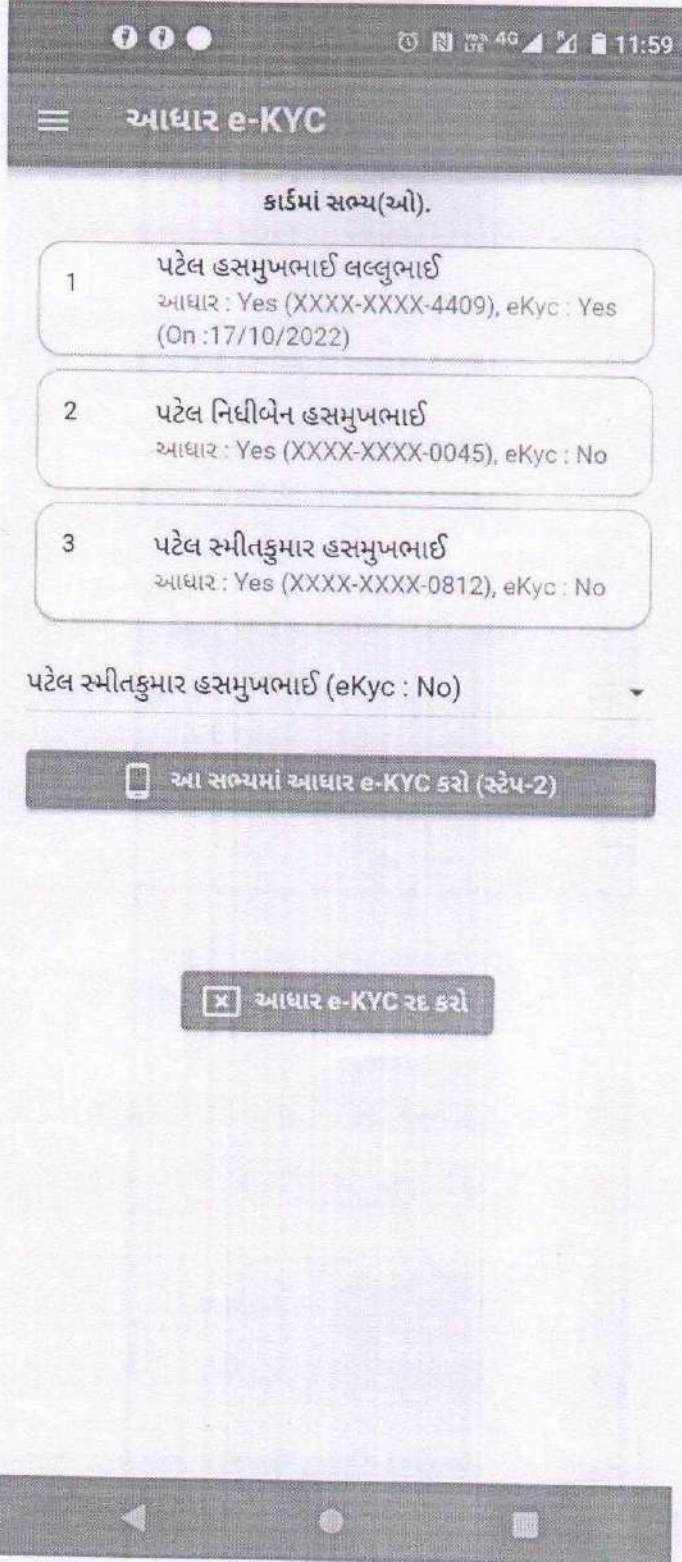 4G 11:59
આધાર e-KYC
કાર્ડમાં સભ્ય(ઓ).
1
પટેલ હસમુખભાઈ લલ્લુભાઈ
આધાર : Yes (XXXX-XXXX-4409), eKyc : Yes
(On :17/10/2022)
2
પટેલ નિધીબેન હસમુખભાઈ
આધાર : Yes (XXXX-XXXX-0045), eKyc : No
3
પટેલ સ્મીતકુમાર હસમુખભાઈ
આધાર : Yes (XXXX-XXXX-0812), eKyc : No
પટેલ સ્મીતકુમાર હસમુખભાઈ (eKyc : No)
આ સભ્યમાં આધાર e-KYC કરો (સ્ટેપ-2)
આધાર e-KYC રદ કરો